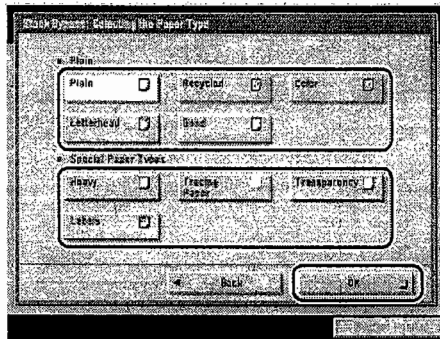 Stack Bypass: Selecting the Paper Type
Plain
Plain Recycled Color
Letterhead Bond
Special Paper Types
Heavy Tracing Paper Transparency
Labels
Back OK